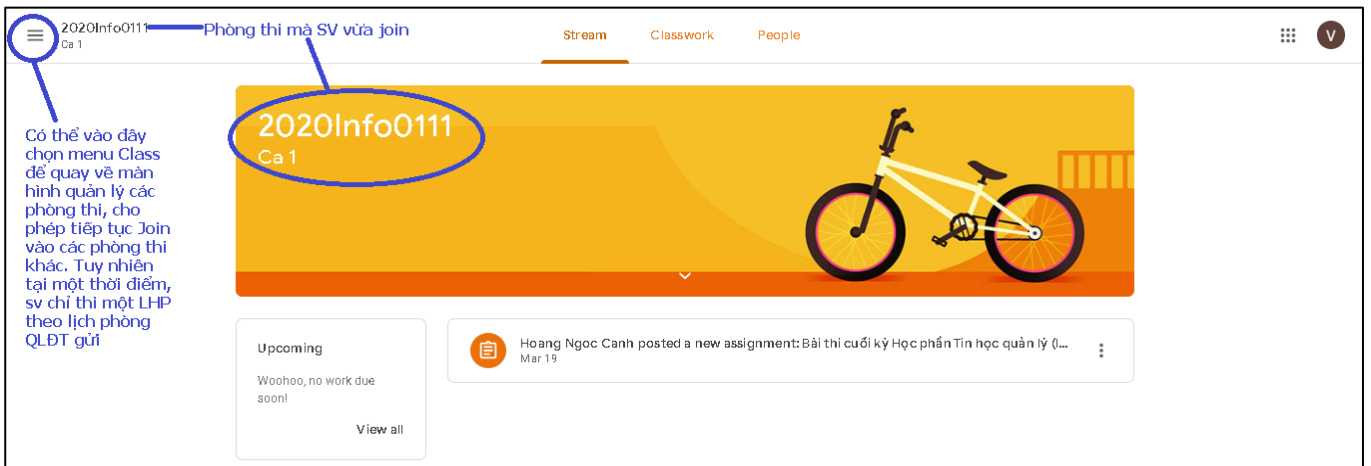 2020Info0111
Ca 1
Phòng thi mà SV vừa join
Stream
Classwork
People
V
2020Info0111
Ca 1
Có thể vào đây
chọn menu Class
để quay về màn
hình quản lý các
phòng thi, cho
phép tiếp tục Join
vào các phòng thi
khác. Tuy nhiên
tại một thời điểm,
sv chỉ thi một LHP
theo lịch phòng
QLĐT gửi
Upcoming
Woohoo, no work due
soon!
View all
Hoang Ngoc Canh posted a new assignment: Bài thi cuối kỳ Học phần Tin học quản lý (I...
Mar 19